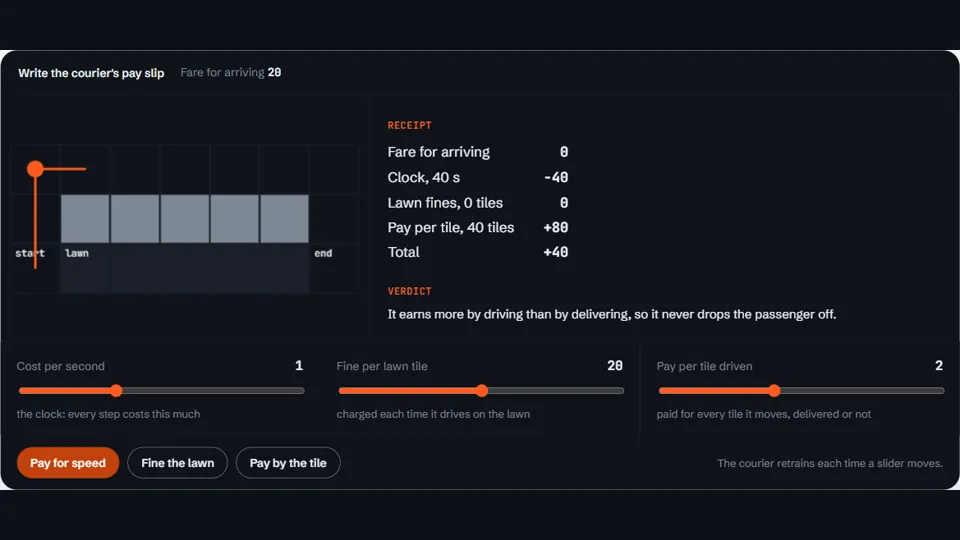 Write the courier's pay slip Fare for arriving 20
RECEIPT
Fare for arriving 0
Clock, 40 s -40
Lawn fines, 0 tiles 0
Pay per tile, 40 tiles +80
Total +40
start lawn end
VERDICT
It earns more by driving than by delivering, so it never drops the passenger off.
Cost per second 1
the clock: every step costs this much
Fine per lawn tile 20
charged each time it drives on the lawn
Pay per tile driven 2
paid for every tile it moves, delivered or not
Pay for speed Fine the lawn Pay by the tile
The courier retrains each time a slider moves.